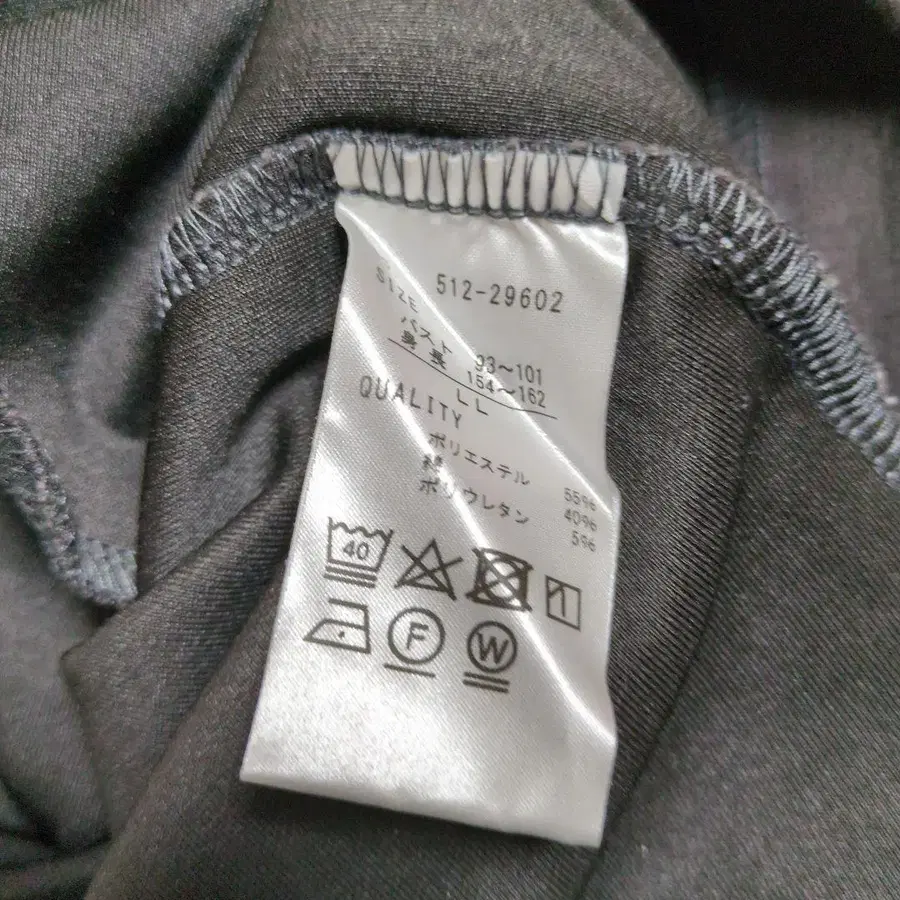 512-29602
SIZE
バスト 93～101
身長 154～162
LL
QUALITY
ポリエステル 55%
綿 40%
ポリウレタン 5%
40
F
W